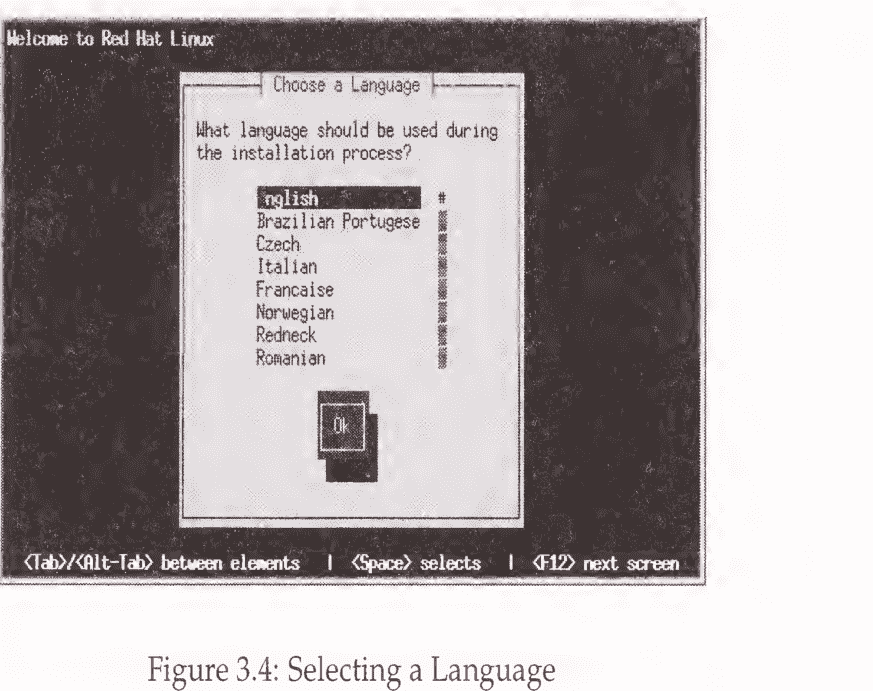 Welcome to Red Hat Linux
Choose a Language
What language should be used during
the installation process?
nglish #
Brazilian Portugese
Czech
Italian
Francaise
Norwegian
Redneck
Romanian
Ok
<Tab>/<Alt-Tab> between elements | <Space> selects | <F12> next screen
Figure 3.4: Selecting a Language